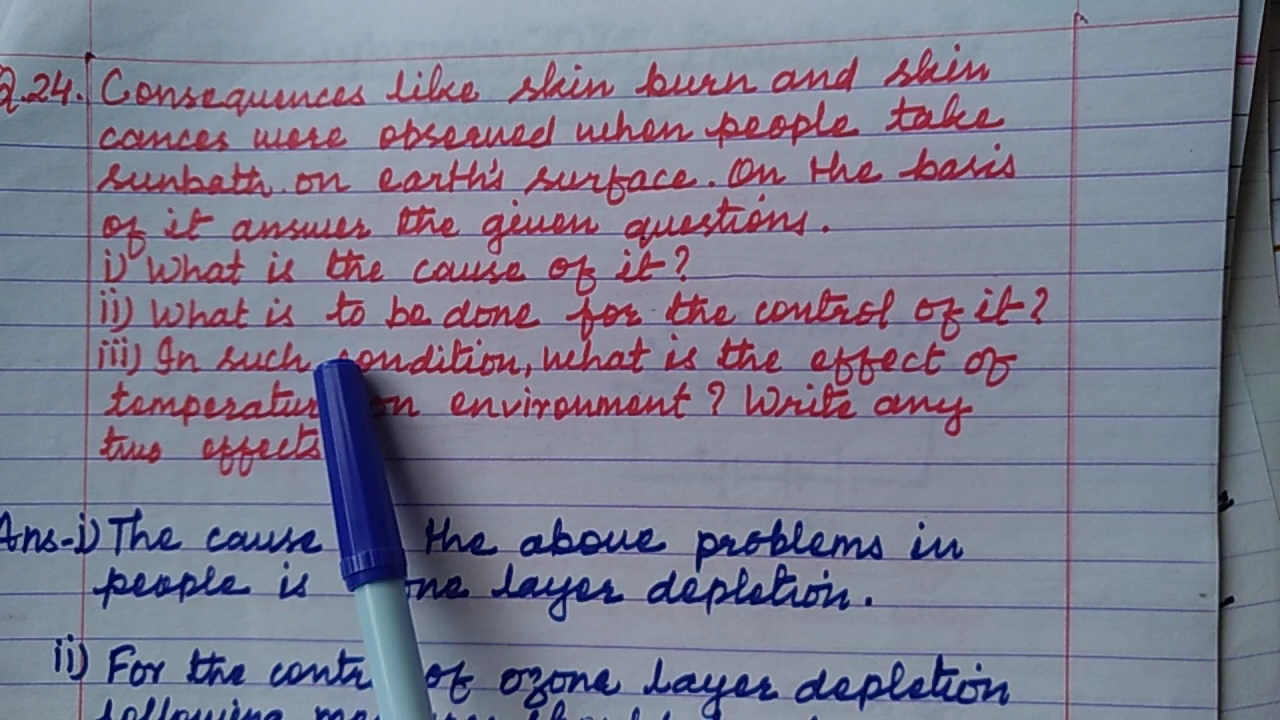 Q.24. Consequences like skin burn and skin
cancer were observed when people take
sunbath on earth's surface. On the basis
of it answer the given questions.
i) What is the cause of it?
ii) What is to be done for the control of it?
iii) In such condition, what is the effect of
temperatur on environment? Write any
two effects
Ans-i) The cause the above problems in
people is one layer depletion.
ii) For the contr of ozone layer depletion
following